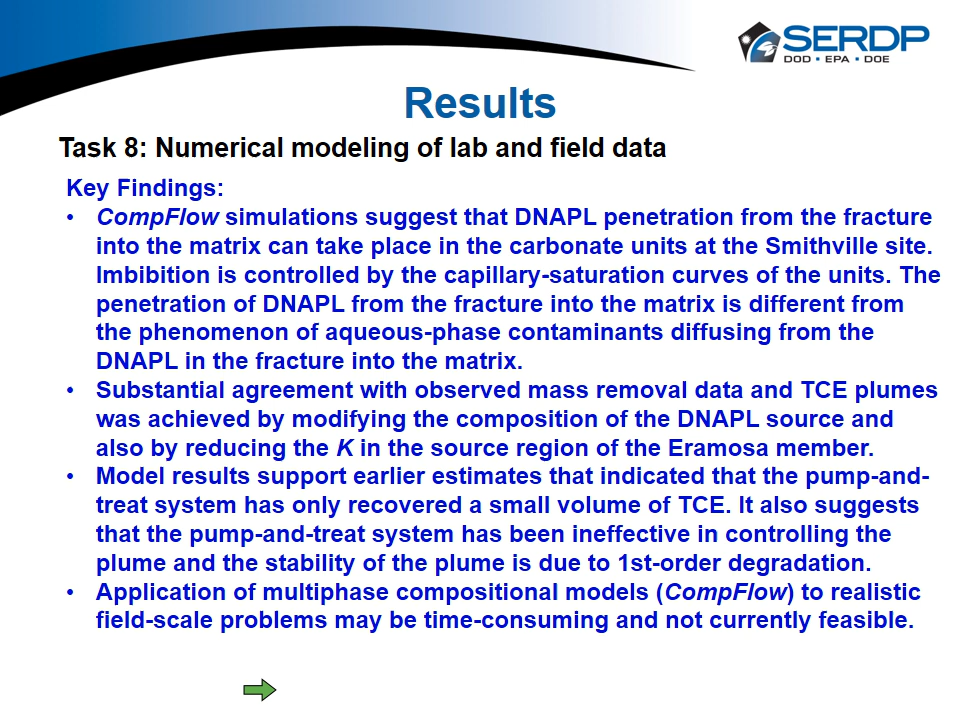 SERDP
DOD • EPA • DOE
Results
Task 8: Numerical modeling of lab and field data
Key Findings:
• CompFlow simulations suggest that DNAPL penetration from the fracture
into the matrix can take place in the carbonate units at the Smithville site.
Imbibition is controlled by the capillary-saturation curves of the units. The
penetration of DNAPL from the fracture into the matrix is different from
the phenomenon of aqueous-phase contaminants diffusing from the
DNAPL in the fracture into the matrix.
• Substantial agreement with observed mass removal data and TCE plumes
was achieved by modifying the composition of the DNAPL source and
also by reducing the K in the source region of the Eramosa member.
• Model results support earlier estimates that indicated that the pump-and-
treat system has only recovered a small volume of TCE. It also suggests
that the pump-and-treat system has been ineffective in controlling the
plume and the stability of the plume is due to 1st-order degradation.
• Application of multiphase compositional models (CompFlow) to realistic
field-scale problems may be time-consuming and not currently feasible.